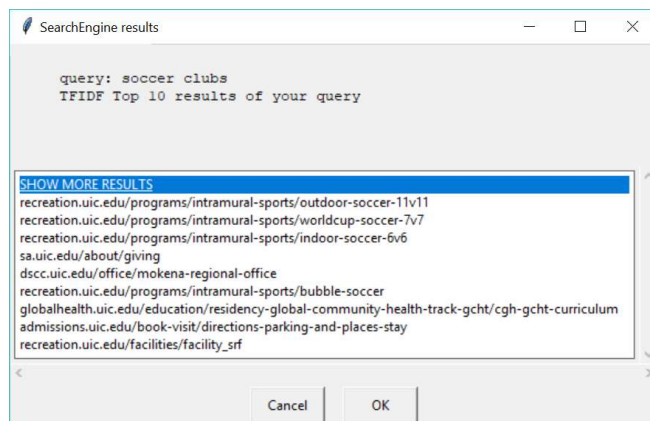 SearchEngine results
query: soccer clubs
TFIDF Top 10 results of your query
SHOW MORE RESULTS
recreation.uic.edu/programs/intramural-sports/outdoor-soccer-11v11
recreation.uic.edu/programs/intramural-sports/worldcup-soccer-7v7
recreation.uic.edu/programs/intramural-sports/indoor-soccer-6v6
sa.uic.edu/about/giving
dscc.uic.edu/office/mokena-regional-office
recreation.uic.edu/programs/intramural-sports/bubble-soccer
globalhealth.uic.edu/education/residency-global-community-health-track-gcht/cgh-gcht-curriculum
admissions.uic.edu/book-visit/directions-parking-and-places-stay
recreation.uic.edu/facilities/facility_srf
Cancel OK